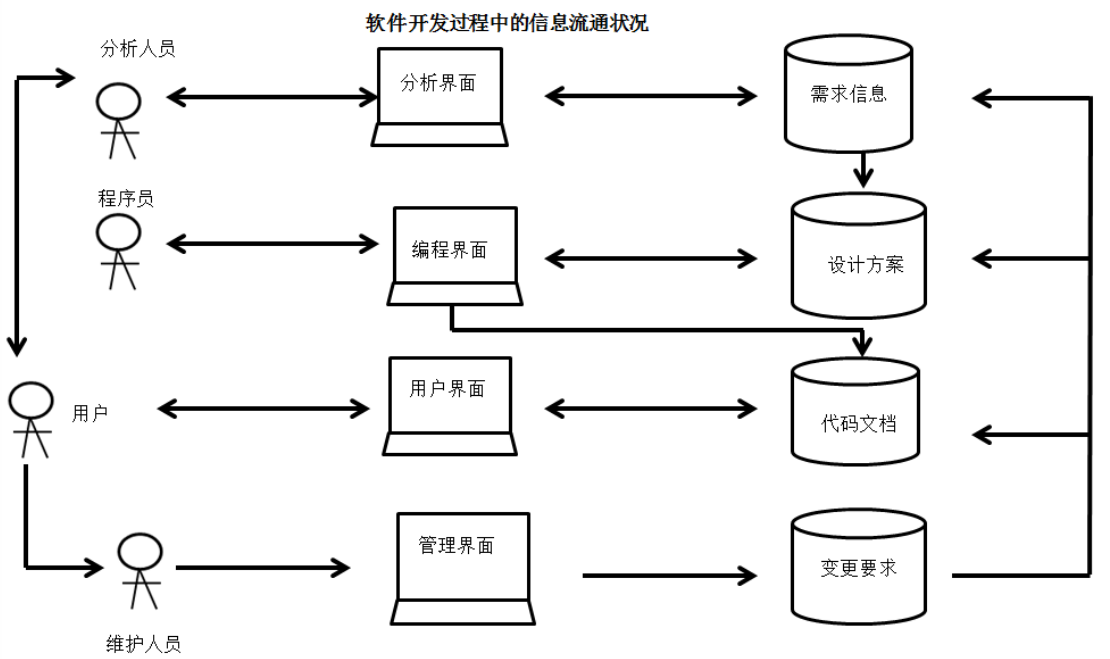 软件开发过程中的信息流通状况
分析人员
分析界面
需求信息
程序员
编程界面
设计方案
用户
用户界面
代码文档
维护人员
管理界面
变更要求